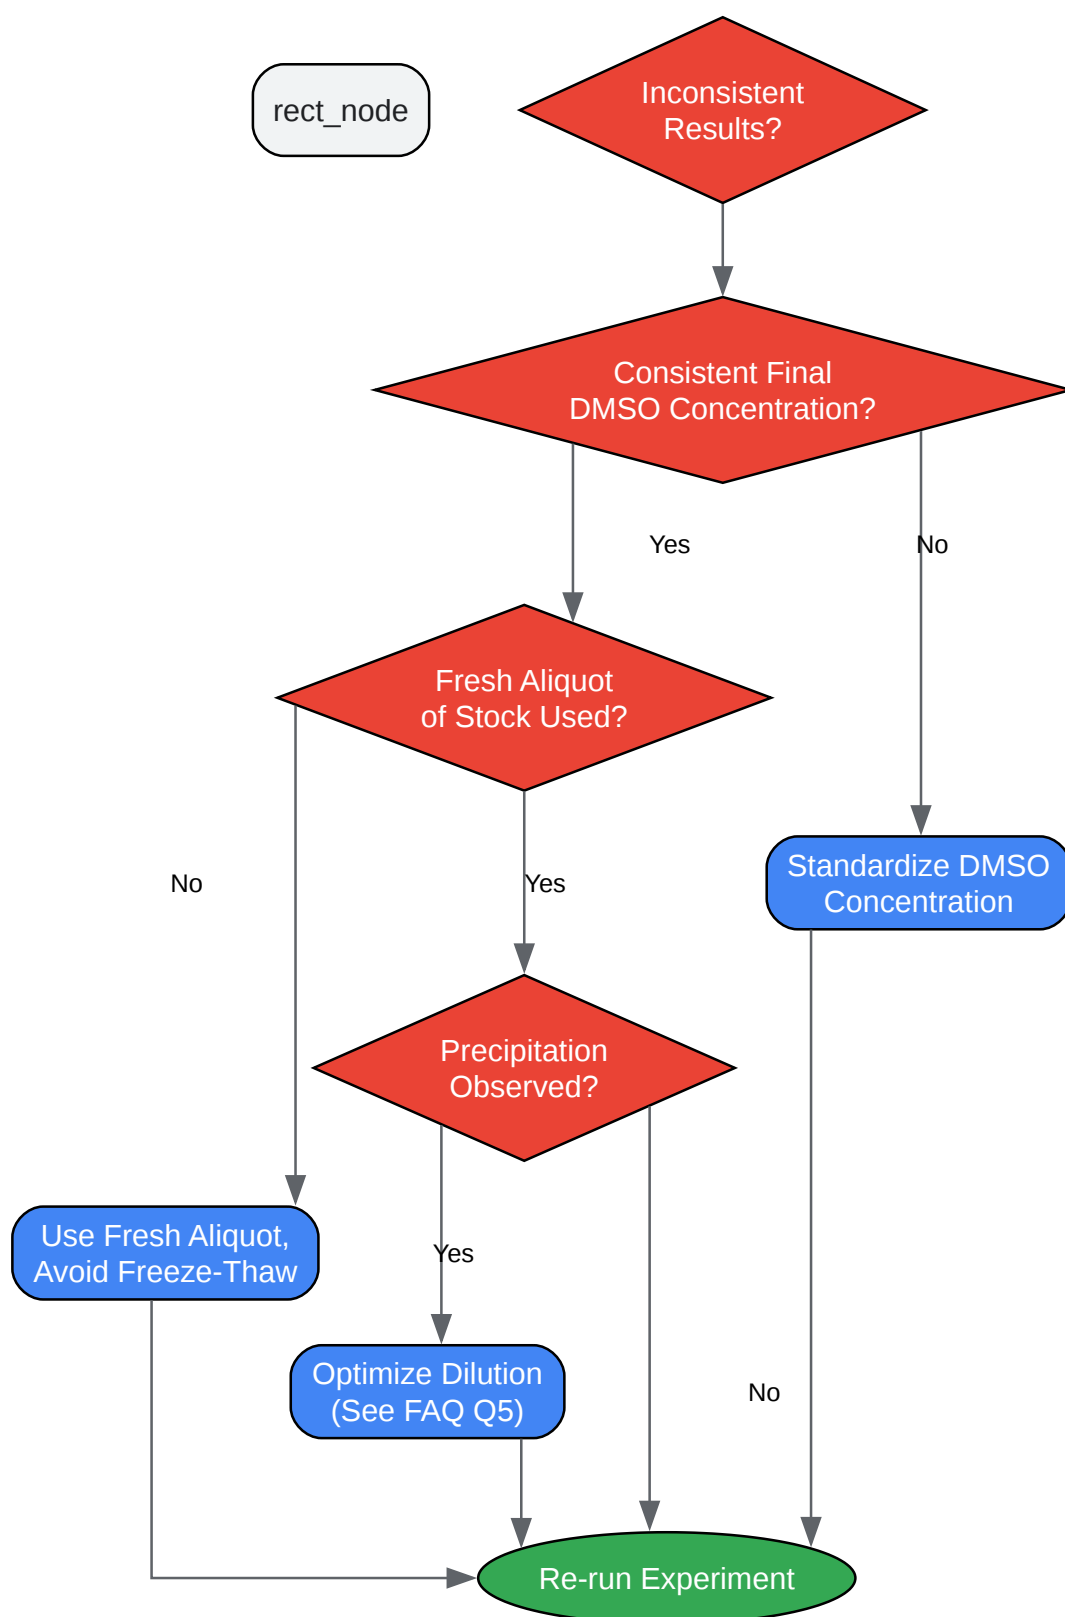 rect_node
Inconsistent
Results?
Consistent Final
DMSO Concentration?
Yes
No
Fresh Aliquot
of Stock Used?
No
Yes
Standardize DMSO
Concentration
Precipitation
Observed?
Use Fresh Aliquot,
Avoid Freeze-Thaw
Yes
Optimize Dilution
(See FAQ Q5)
No
Re-run Experiment